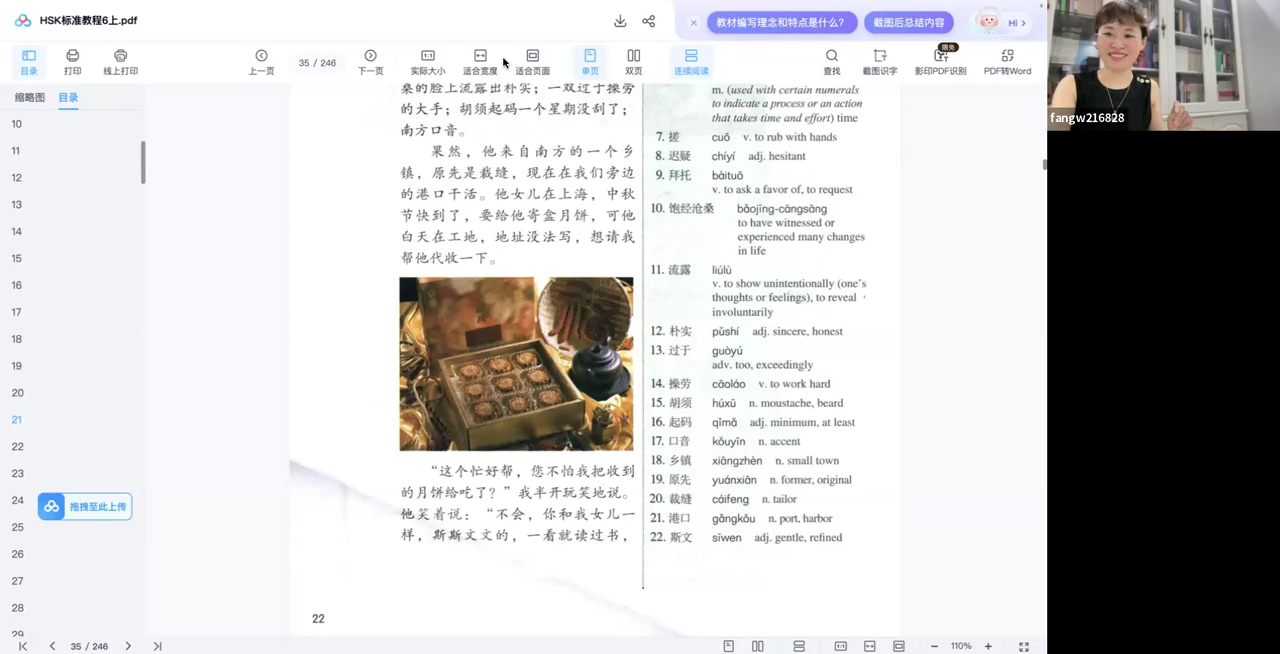 HSK标准教程6上.pdf
教材编写理念和特点是什么?
截图后总结内容
Hi
目录
打印
线上打印
上一页
35 / 246
下一页
实际大小
适合宽度
适合页面
单页
双页
连续阅读
查找
截图识字
限免
影印PDF识别
PDF转Word
fangw216828
缩略图
目录
10
11
12
13
14
15
16
17
18
19
20
21
22
23
24
25
26
27
28
29
拖拽至此上传
桑的脸上流露出朴实;一双过于操劳
的大手;胡须起码一个星期没刮了;
南方口音。
果然,他来自南方的一个乡
镇,原先是裁缝,现在在我们旁边
的港口干活。他女儿在上海,中秋
节快到了,要给他寄盒月饼,可他
白天在工地,地址没法写,想请我
帮他代收一下。
“这个忙好帮,您不怕我把收到
的月饼给吃了?”我半开玩笑地说。
他笑着说:“不会,你和我女儿一
样,斯斯文文的,一看就读过书,
22
m. (used with certain numerals
to indicate a process or an action
that takes time and effort) time
7. 搓 cuō v. to rub with hands
8. 迟疑 chíyí adj. hesitant
9. 拜托 bàituō
v. to ask a favor of, to request
10. 饱经沧桑 bǎojīng-cāngsāng
to have witnessed or
experienced many changes
in life
11. 流露 liúlù
v. to show unintentionally (one's
thoughts or feelings), to reveal
involuntarily
12. 朴实 pǔshí adj. sincere, honest
13. 过于 guòyú
adv. too, exceedingly
14. 操劳 cāoláo v. to work hard
15. 胡须 húxū n. moustache, beard
16. 起码 qǐmǎ adj. minimum, at least
17. 口音 kǒuyīn n. accent
18. 乡镇 xiāngzhèn n. small town
19. 原先 yuánxiān n. former, original
20. 裁缝 cáifeng n. tailor
21. 港口 gǎngkǒu n. port, harbor
22. 斯文 sīwen adj. gentle, refined
35 / 246
110%